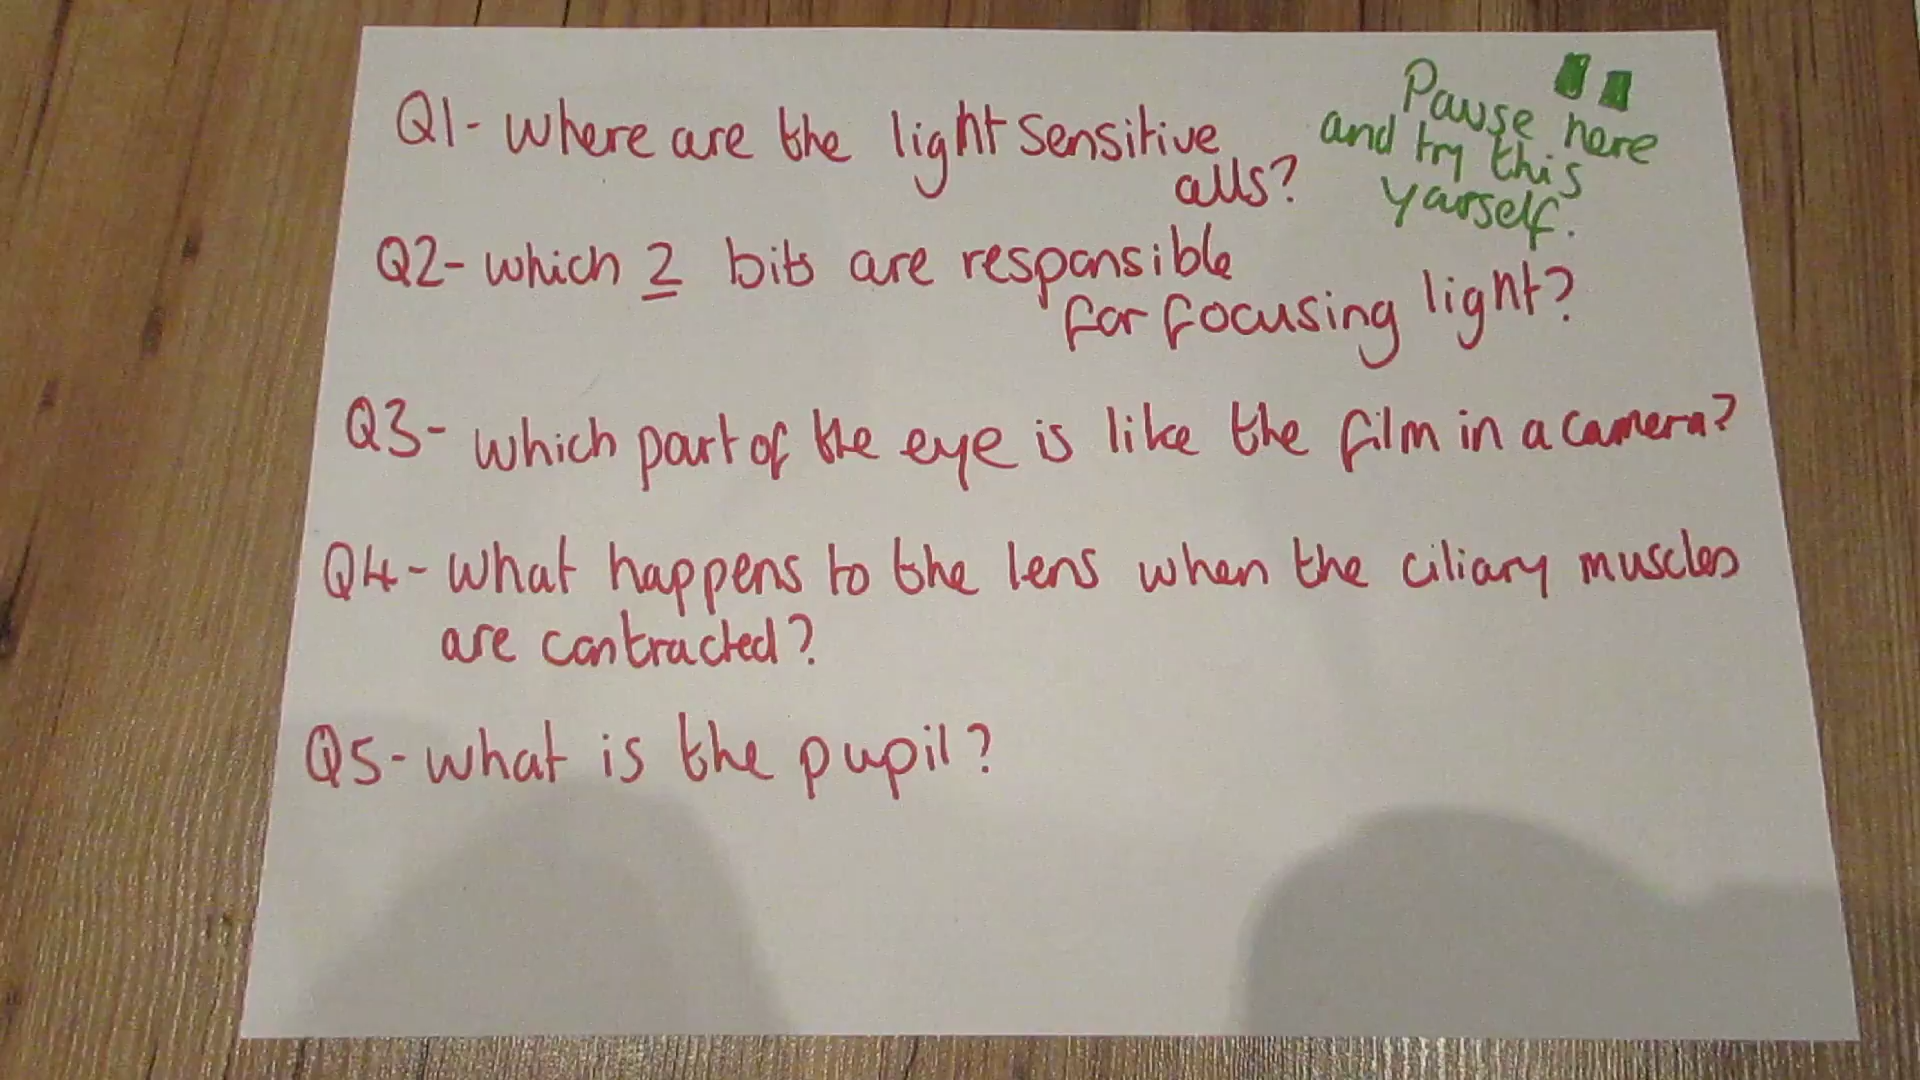 Q1- where are the light sensitive
cells?
Pause here
and try this
yourself.
Q2- which 2 bits are responsible
for focusing light?
Q3- which part of the eye is like the film in a camera?
Q4- what happens to the lens when the ciliary muscles
are contracted?
Q5- what is the pupil?